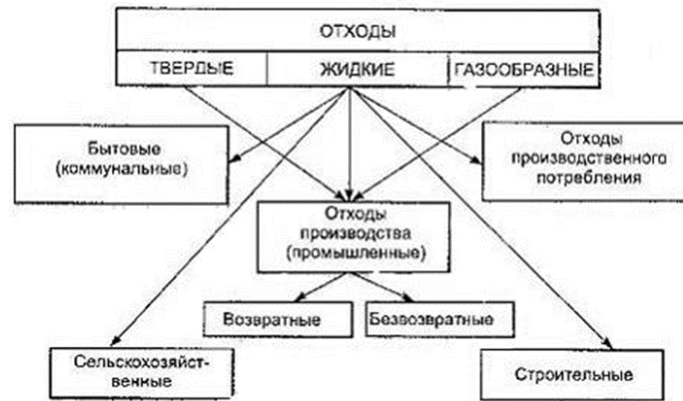 ОТХОДЫ
ТВЕРДЫЕ ЖИДКИЕ ГАЗООБРАЗНЫЕ
Бытовые
(коммунальные)
Отходы
производственного
потребления
Отходы
производства
(промышленные)
Возвратные
Безвозвратные
Сельскохозяйст-
венные
Строительные